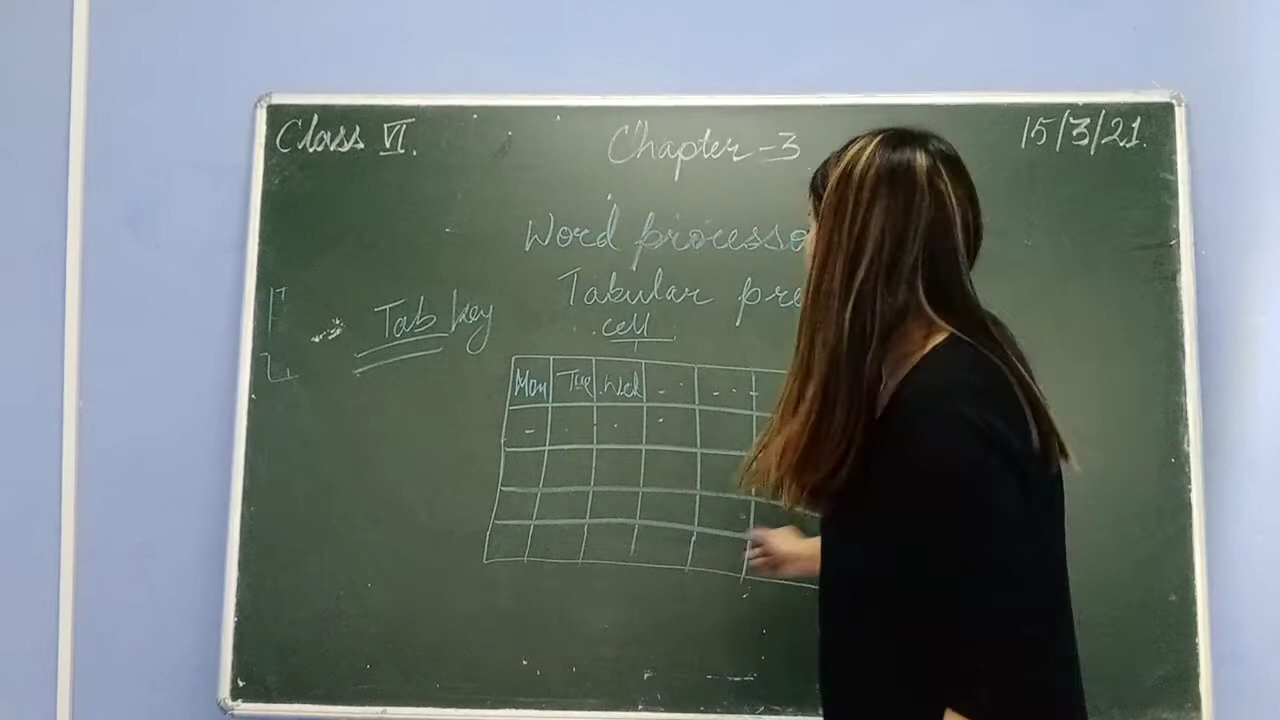 Class VI.
Chapter-3
15/3/21.
Word processo
Tabular pre
Tab key
cell
Mon Tue Wed